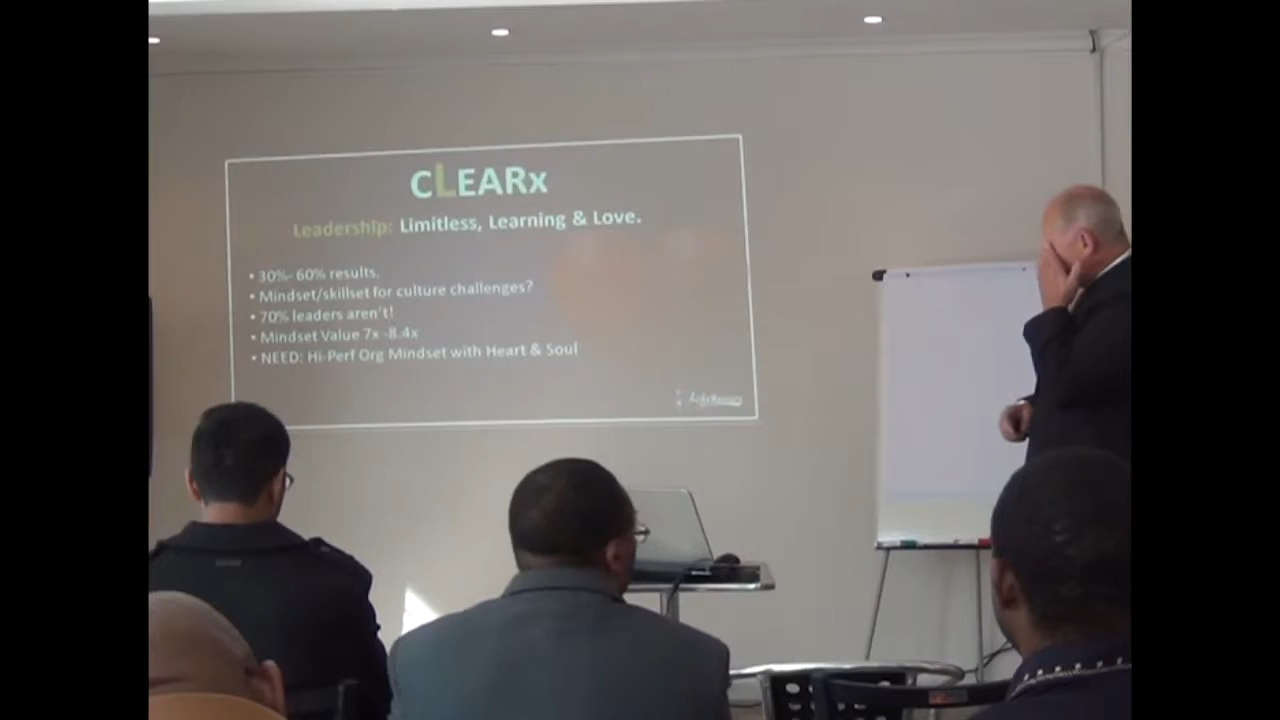 cLEARx
Leadership: Limitless, Learning & Love.
• 30%- 60% results.
• Mindset/skillset for culture challenges?
• 70% leaders aren't!
• Mindset Value 7x -8.4x
• NEED: Hi-Perf Org Mindset with Heart & Soul